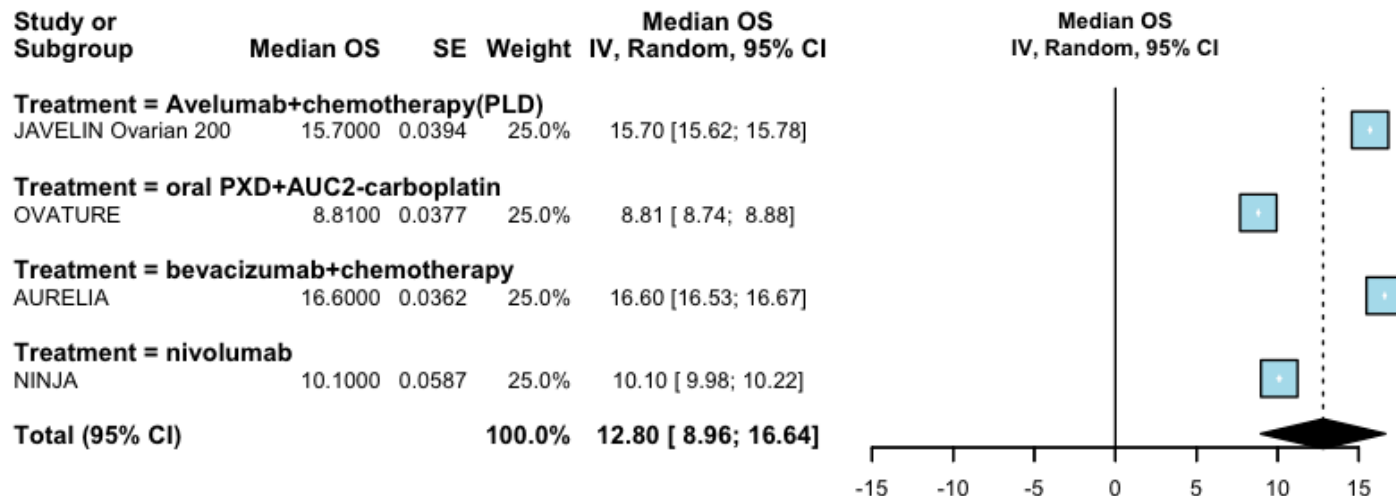 Study or Median OS Median OS
Subgroup Median OS SE Weight IV, Random, 95% CI IV, Random, 95% CI
Treatment = Avelumab+chemotherapy(PLD)
JAVELIN Ovarian 200 15.7000 0.0394 25.0% 15.70 [15.62; 15.78]
Treatment = oral PXD+AUC2-carboplatin
OVATURE 8.8100 0.0377 25.0% 8.81 [ 8.74; 8.88]
Treatment = bevacizumab+chemotherapy
AURELIA 16.6000 0.0362 25.0% 16.60 [16.53; 16.67]
Treatment = nivolumab
NINJA 10.1000 0.0587 25.0% 10.10 [ 9.98; 10.22]
Total (95% CI) 100.0% 12.80 [ 8.96; 16.64]
-15 -10 -5 0 5 10 15